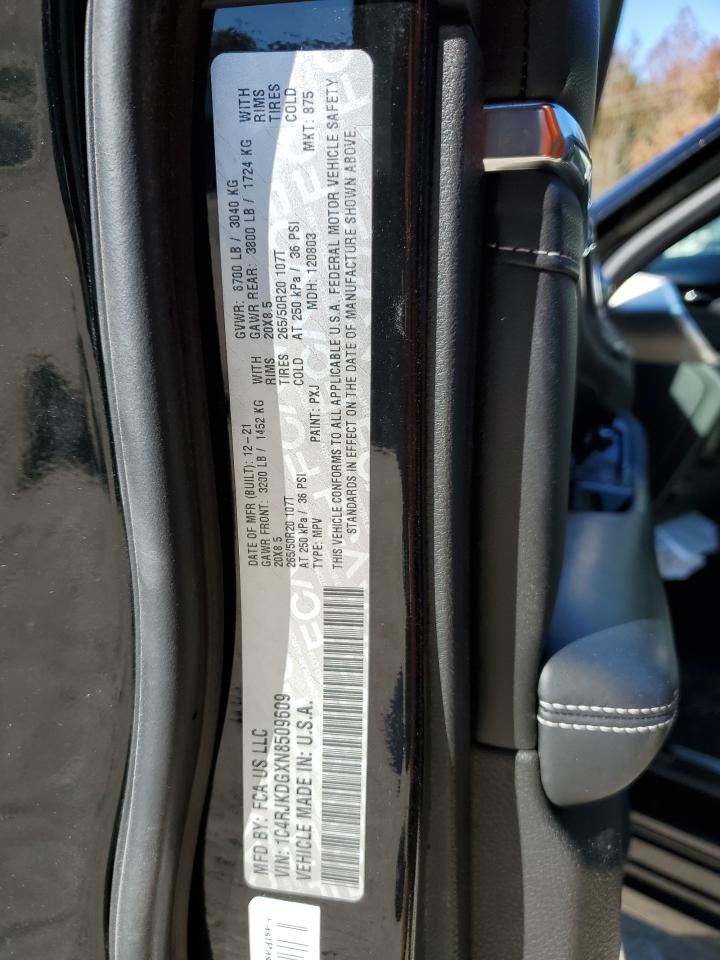 MFD BY: FCA US LLC
VIN: 1C4RJKDGXN8509609
VEHICLE MADE IN: U.S.A.
DATE OF MFR (BUILT): 12-21 GVWR: 6700 LB / 3040 KG
GAWR FRONT: 3200 LB / 1452 KG WITH GAWR REAR: 3800 LB / 1724 KG WITH
20X8.5 RIMS 20X8.5 RIMS
265/50R20 107T TIRES 265/50R20 107T TIRES
AT 250 kPa / 36 PSI COLD AT 250 kPa / 36 PSI COLD
TYPE: MPV PAINT: PXJ MDH: 120803 MKT: 875
THIS VEHICLE CONFORMS TO ALL APPLICABLE U.S.A. FEDERAL MOTOR VEHICLE SAFETY
STANDARDS IN EFFECT ON THE DATE OF MANUFACTURE SHOWN ABOVE.